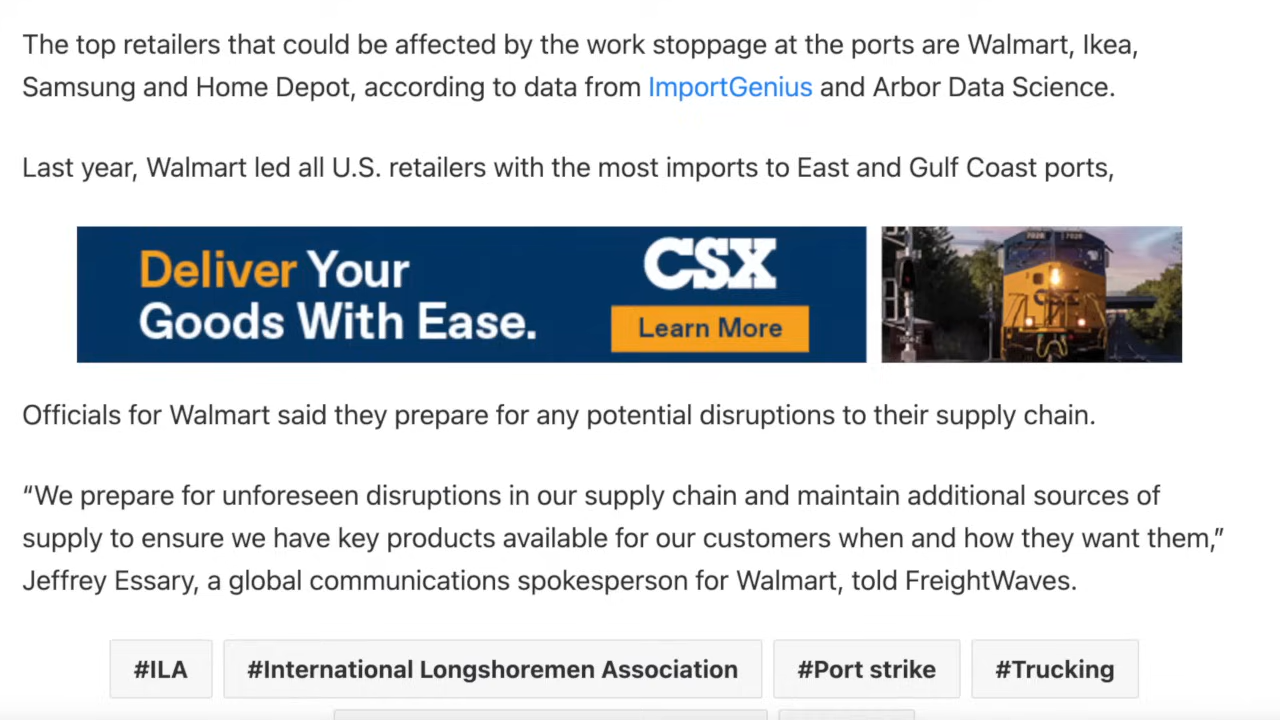 The top retailers that could be affected by the work stoppage at the ports are Walmart, Ikea,
Samsung and Home Depot, according to data from ImportGenius and Arbor Data Science.
Last year, Walmart led all U.S. retailers with the most imports to East and Gulf Coast ports,
Deliver Your
Goods With Ease.
CSX
Learn More
Officials for Walmart said they prepare for any potential disruptions to their supply chain.
“We prepare for unforeseen disruptions in our supply chain and maintain additional sources of
supply to ensure we have key products available for our customers when and how they want them,”
Jeffrey Essary, a global communications spokesperson for Walmart, told FreightWaves.
#ILA
#International Longshoremen Association
#Port strike
#Trucking